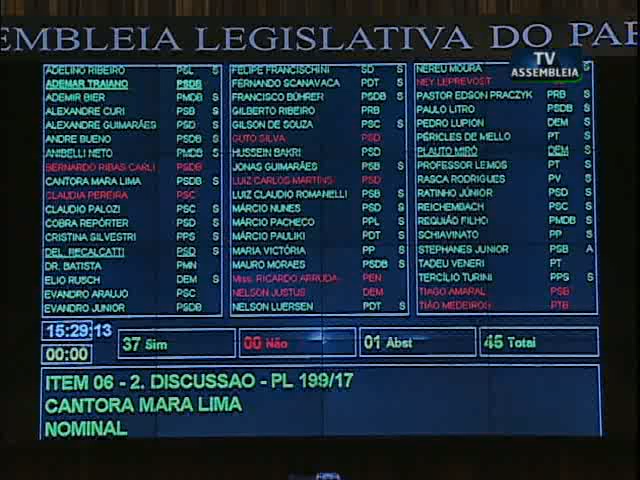 EMBLEIA LEGISLATIVA DO PAR
TV ASSEMBLEIA
ADELINO RIBEIRO PSL S
ADEMAR TRAIANO PSDB
ADEMIR BIER PMDB S
ALEXANDRE CURI PSB S
ALEXANDRE GUIMARÃES PSD S
ANDRE BUENO PSDB S
ANIBELLI NETO PMDB S
BERNARDO RIBAS CARLI PSDB
CANTORA MARA LIMA PSDB S
CLAUDIA PEREIRA PSC
CLAUDIO PALOZI PSC S
COBRA REPÓRTER PSD S
CRISTINA SILVESTRI PPS S
DEL. RECALCATTI PSD S
DR. BATISTA PMN
ELIO RUSCH DEM S
EVANDRO ARAUJO PSC
EVANDRO JUNIOR PSDB
FELIPE FRANCISCHINI SD S
FERNANDO SCANAVACA PDT S
FRANCISCO BÜHRER PSDB S
GILBERTO RIBEIRO PRB
GILSON DE SOUZA PSC S
GUTO SILVA PSD
HUSSEIN BAKRI PSD
JONAS GUIMARÃES PSB S
LUIZ CARLOS MARTINS PSD
LUIZ CLAUDIO ROMANELLI PSB S
MÁRCIO NUNES PSD S
MÁRCIO PACHECO PPL S
MÁRCIO PAULIKI PDT S
MARIA VICTÓRIA PP S
MAURO MORAES PSDB S
Miss. RICARDO ARRUDA PEN
NELSON JUSTUS DEM
NELSON LUERSEN PDT S
NEREU MOURA S
NEY LEPREVOST
PASTOR EDSON PRACZYK PRB S
PAULO LITRO PSDB S
PEDRO LUPION DEM S
PÉRICLES DE MELLO PT S
PLAUTO MIRÓ DEM S
PROFESSOR LEMOS PT S
RASCA RODRIGUES PV S
RATINHO JÚNIOR PSD S
REICHEMBACH PSC S
REQUIÃO FILHO PMDB S
SCHIAVINATO PP S
STEPHANES JUNIOR PSB A
TADEU VENERI PT
TERCÍLIO TURINI PPS S
TIAGO AMARAL PSB
TIÃO MEDEIROS PTB
15:29:13
00:00
37 Sim
00 Não
01 Abst
45 Total
ITEM 06 - 2. DISCUSSAO - PL 199/17
CANTORA MARA LIMA
NOMINAL